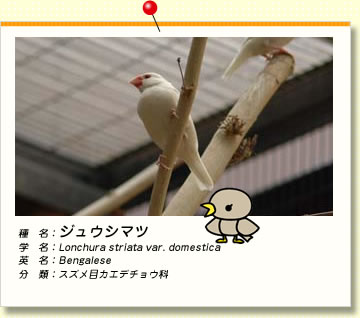 種　名：ジュウシマツ
学　名：Lonchura striata var. domestica
英　名：Bengalese
分　類：スズメ目カエデチョウ科